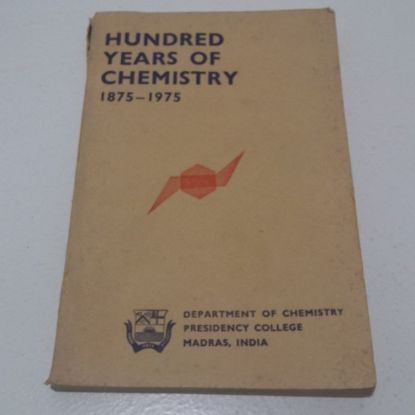 HUNDRED
YEARS OF
CHEMISTRY
1875–1975
DEPARTMENT OF CHEMISTRY
PRESIDENCY COLLEGE
MADRAS, INDIA